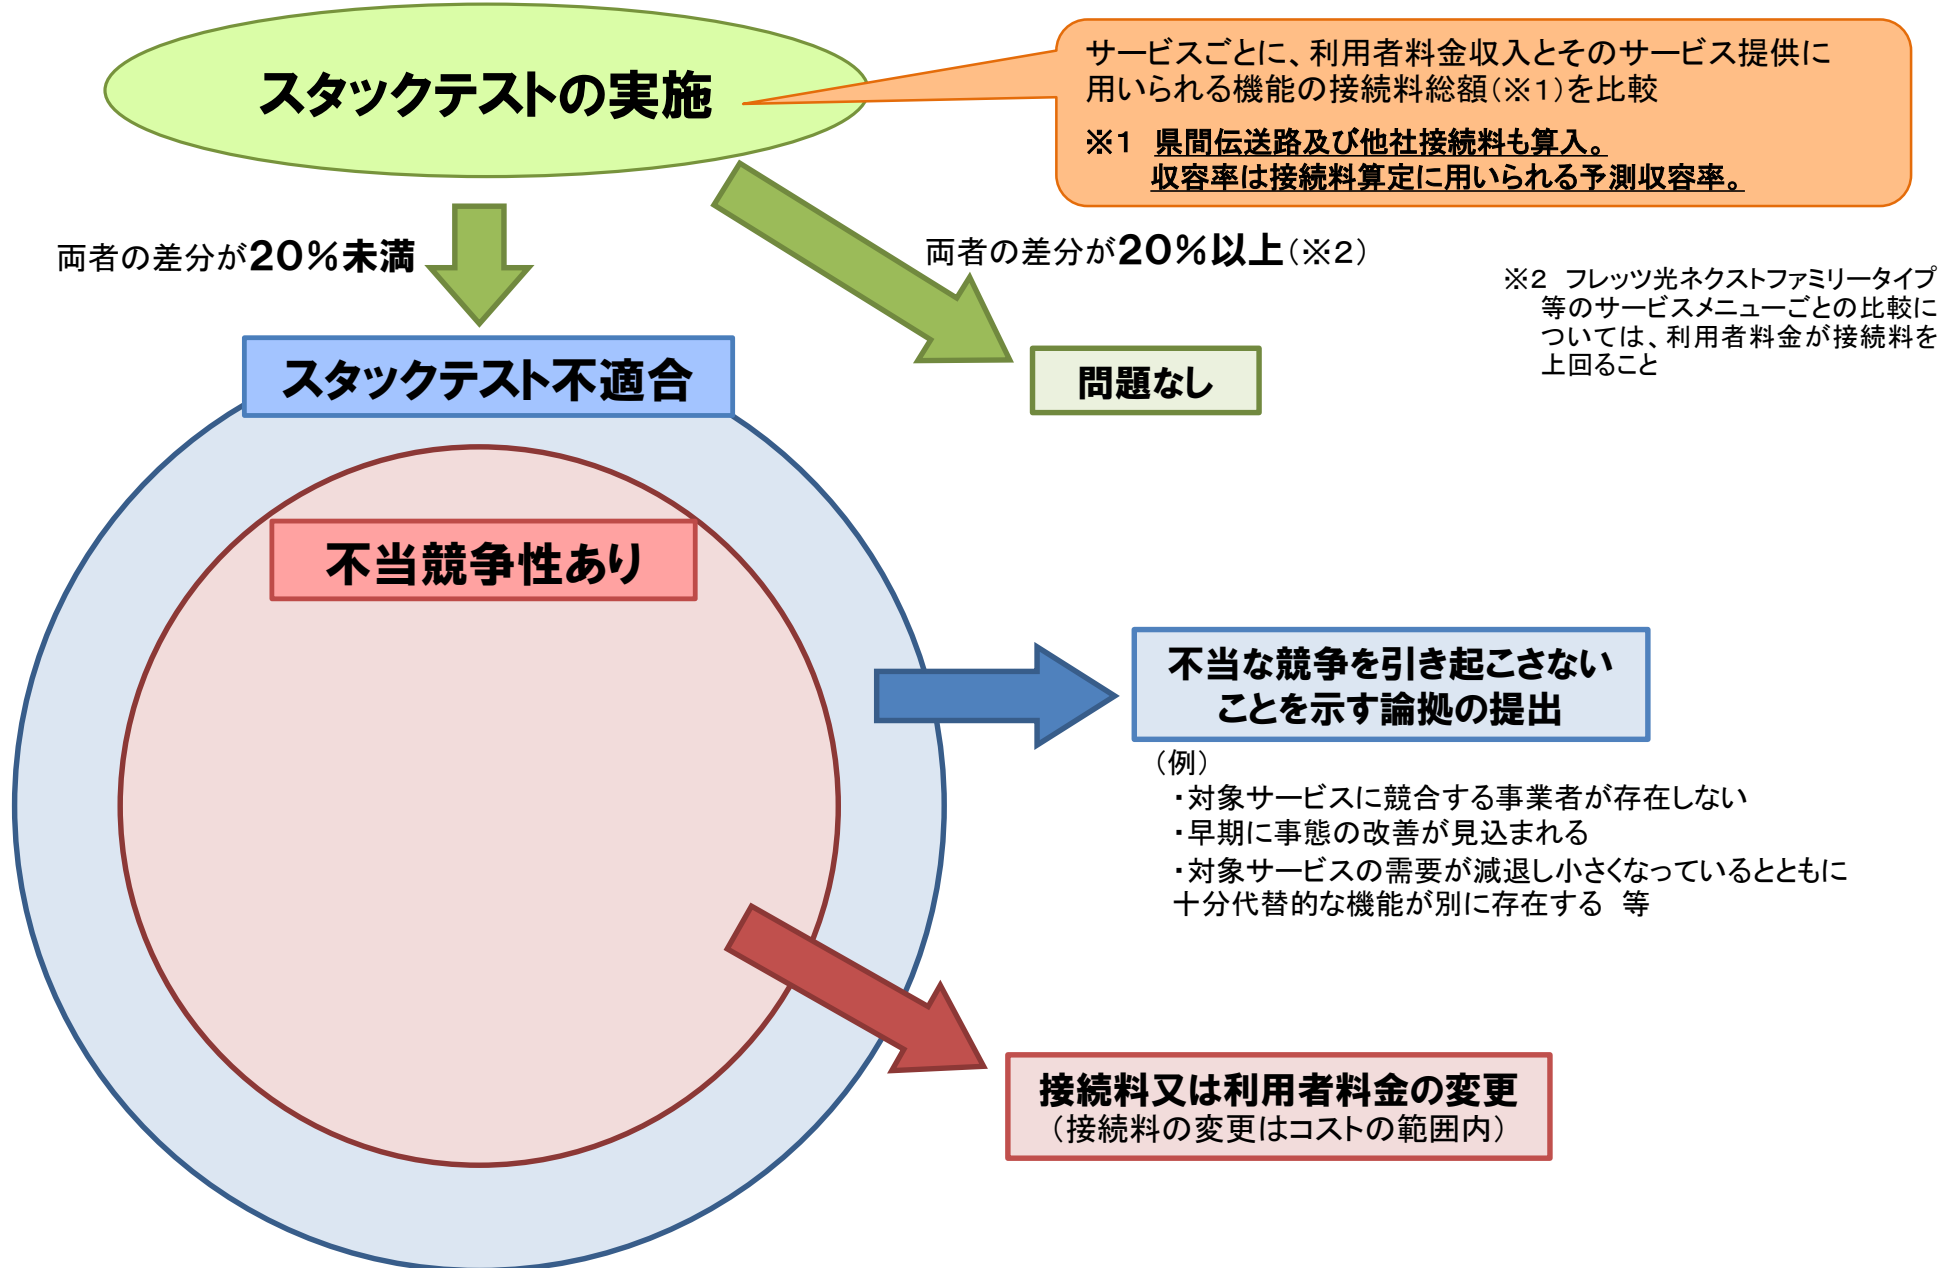 スタックテストの実施
サービスごとに、利用者料金収入とそのサービス提供に
用いられる機能の接続料総額(※1)を比較
※1　県間伝送路及び他社接続料も算入。
収容率は接続料算定に用いられる予測収容率。
両者の差分が20%未満
両者の差分が20%以上(※2)
※2　フレッツ光ネクストファミリータイプ
等のサービスメニューごとの比較に
ついては、利用者料金が接続料を
上回ること
スタックテスト不適合
問題なし
不当競争性あり
不当な競争を引き起こさない
ことを示す論拠の提出
(例)
・対象サービスに競合する事業者が存在しない
・早期に事態の改善が見込まれる
・対象サービスの需要が減退し小さくなっているとともに
十分代替的な機能が別に存在する　等
接続料又は利用者料金の変更
(接続料の変更はコストの範囲内)